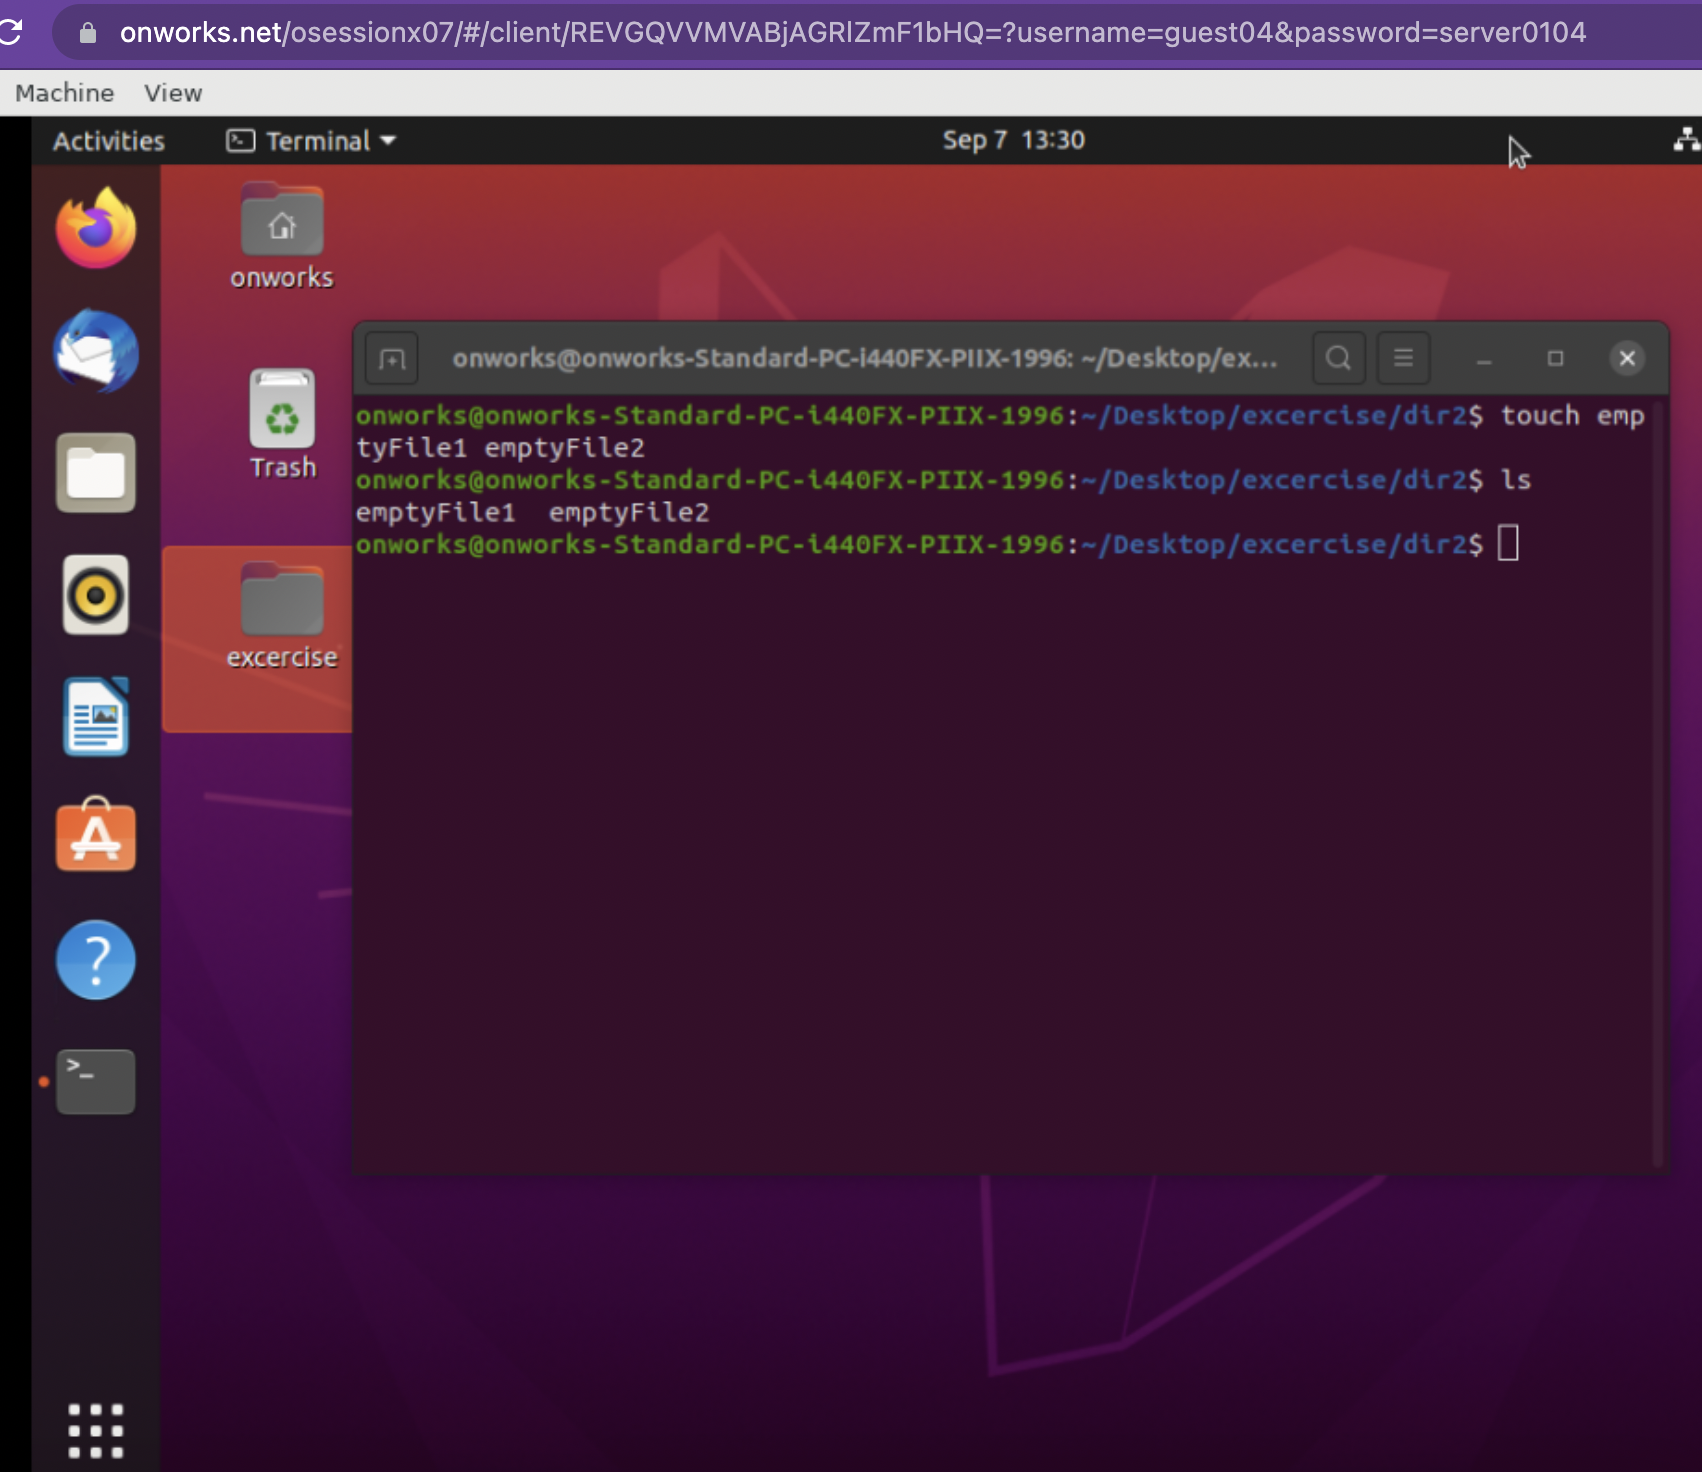 onworks.net/osessionx07/#/client/REVGQVVMVABjAGRlZmF1bHQ=?username=guest04&password=server0104
Machine View
Activities Terminal Sep 7 13:30
onworks
Trash
excercise
onworks@onworks-Standard-PC-i440FX-PIIX-1996: ~/Desktop/ex...
onworks@onworks-Standard-PC-i440FX-PIIX-1996:~/Desktop/excercise/dir2$ touch emp
tyFile1 emptyFile2
onworks@onworks-Standard-PC-i440FX-PIIX-1996:~/Desktop/excercise/dir2$ ls
emptyFile1  emptyFile2
onworks@onworks-Standard-PC-i440FX-PIIX-1996:~/Desktop/excercise/dir2$